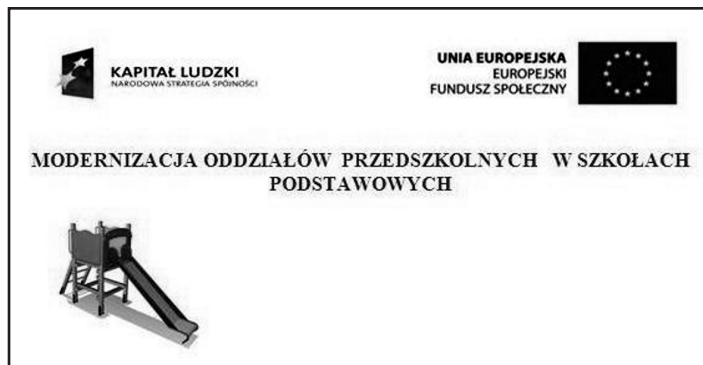 KAPITAŁ LUDZKI
NARODOWA STRATEGIA SPÓJNOŚCI
UNIA EUROPEJSKA
EUROPEJSKI
FUNDUSZ SPOŁECZNY
MODERNIZACJA ODDZIAŁÓW PRZEDSZKOLNYCH W SZKOŁACH
PODSTAWOWYCH